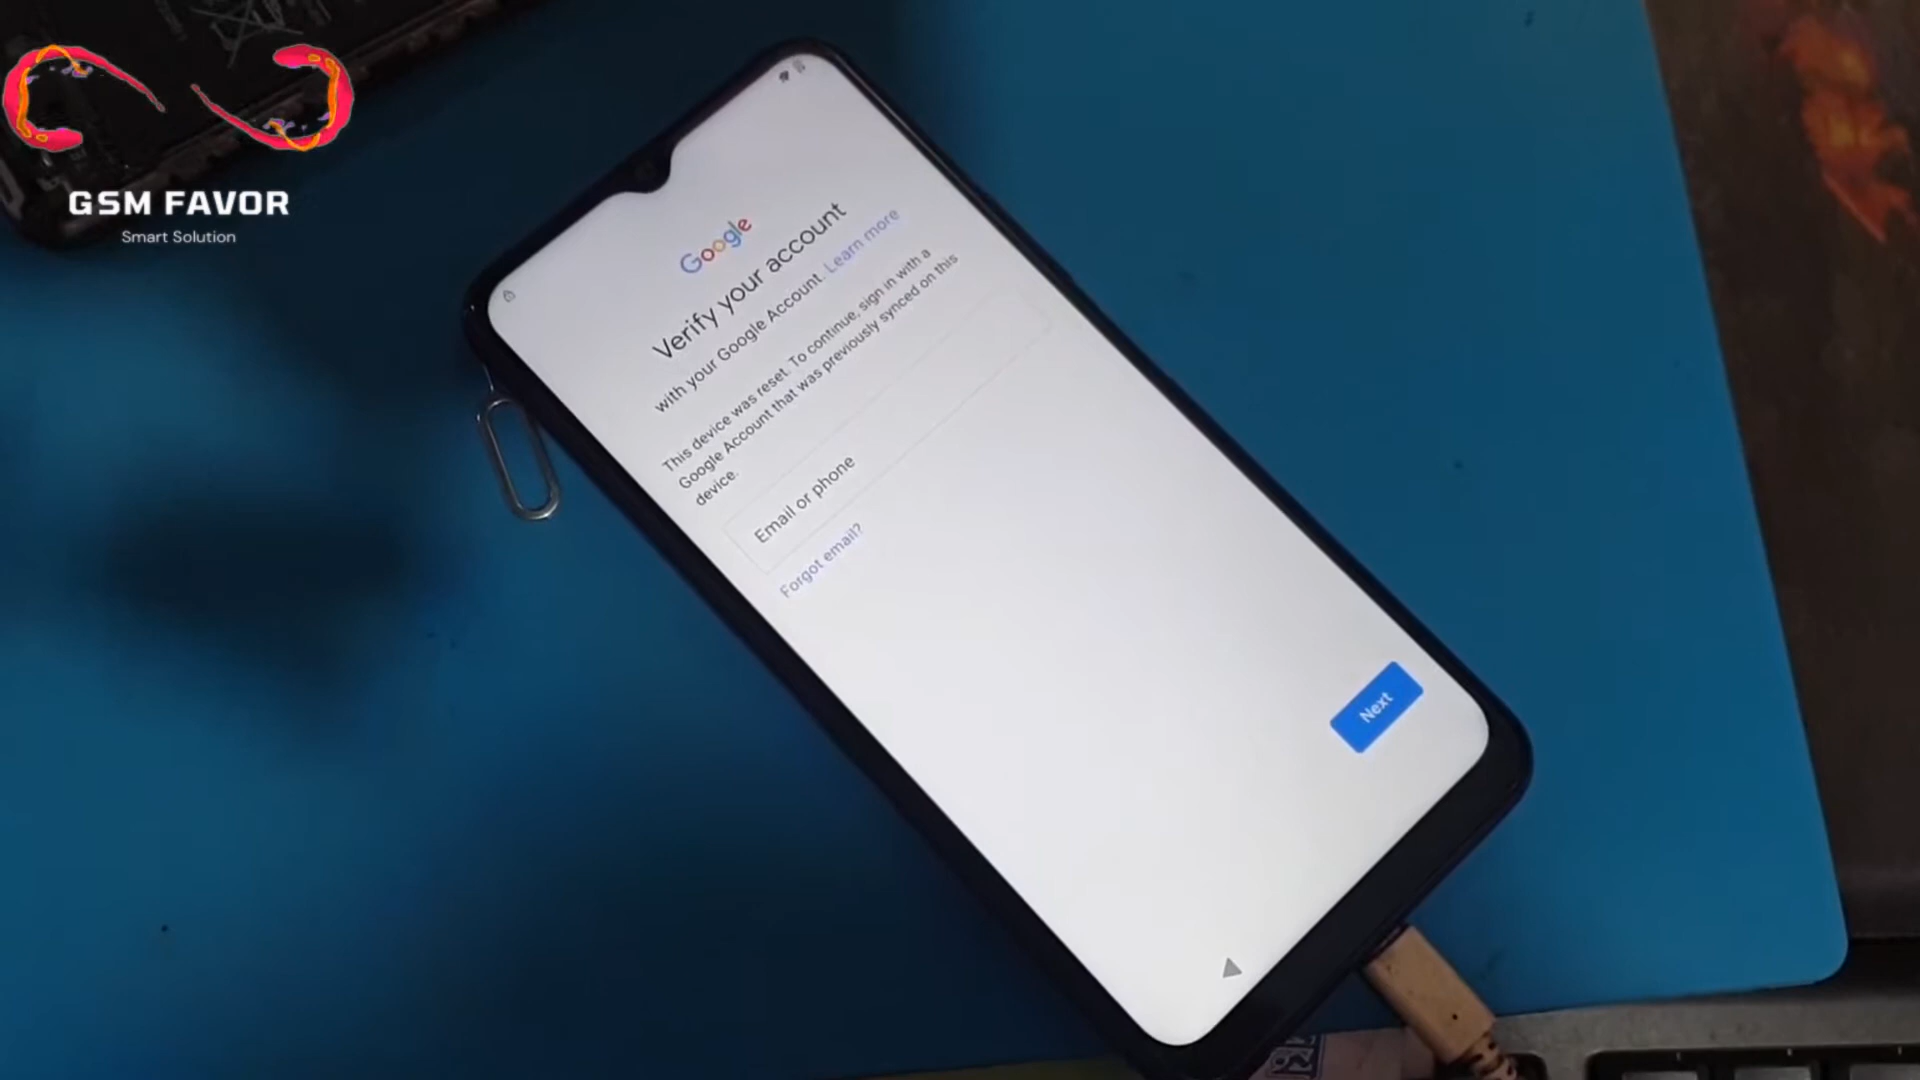 GSM FAVOR
Smart Solution
Google
Verify your account
with your Google Account. Learn more
This device was reset. To continue, sign in with a
Google Account that was previously synced on this
device.
Email or phone
Forgot email?
Next